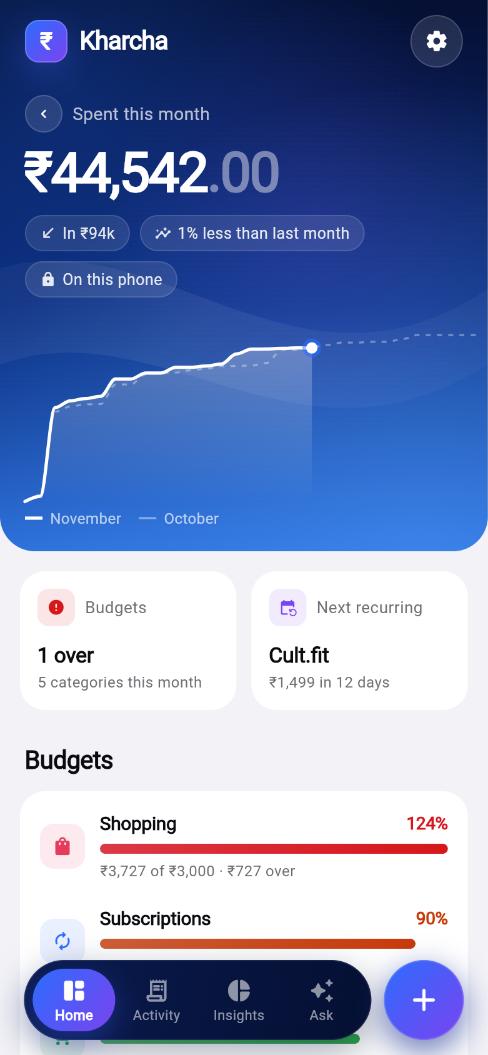 ₹ Kharcha
Spent this month
₹44,542.00
In ₹94k
1% less than last month
On this phone
November
October
Budgets
1 over
5 categories this month
Next recurring
Cult.fit
₹1,499 in 12 days
Budgets
Shopping 124%
₹3,727 of ₹3,000 · ₹727 over
Subscriptions 90%
Home
Activity
Insights
Ask